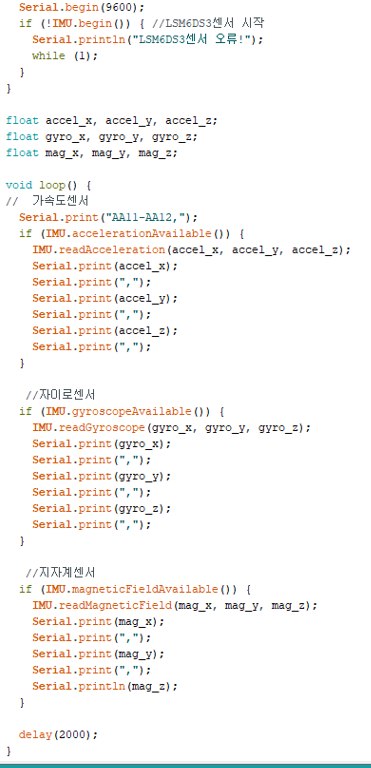 Serial.begin(9600);
if (!IMU.begin()) { //LSM6DS3센서 시작
Serial.println("LSM6DS3센서 오류!");
while (1);
}
}
float accel_x, accel_y, accel_z;
float gyro_x, gyro_y, gyro_z;
float mag_x, mag_y, mag_z;
void loop() {
// 가속도센서
Serial.print("AA11-AA12,");
if (IMU.accelerationAvailable()) {
IMU.readAcceleration(accel_x, accel_y, accel_z);
Serial.print(accel_x);
Serial.print(",");
Serial.print(accel_y);
Serial.print(",");
Serial.print(accel_z);
Serial.print(",");
}
//자이로센서
if (IMU.gyroscopeAvailable()) {
IMU.readGyroscope(gyro_x, gyro_y, gyro_z);
Serial.print(gyro_x);
Serial.print(",");
Serial.print(gyro_y);
Serial.print(",");
Serial.print(gyro_z);
Serial.print(",");
}
//지자계센서
if (IMU.magneticFieldAvailable()) {
IMU.readMagneticField(mag_x, mag_y, mag_z);
Serial.print(mag_x);
Serial.print(",");
Serial.print(mag_y);
Serial.print(",");
Serial.println(mag_z);
}
delay(2000);
}